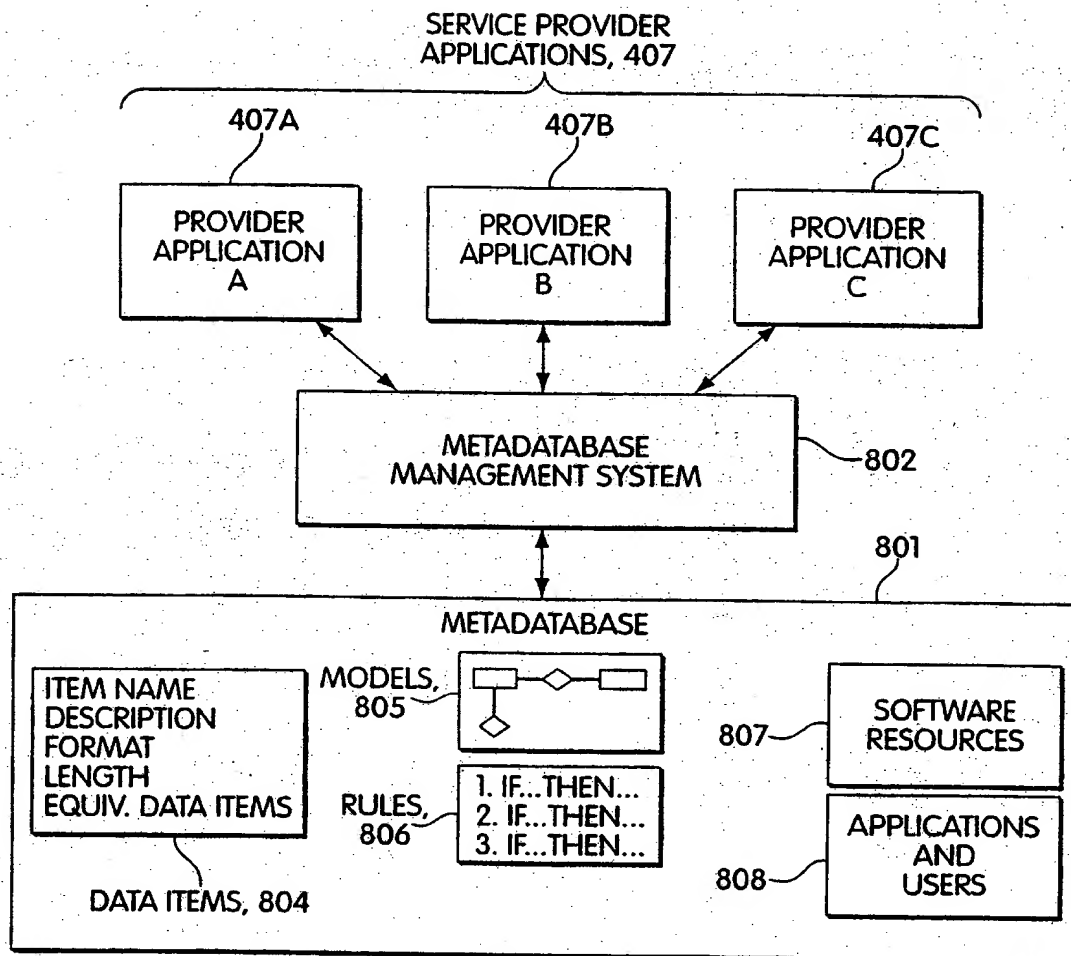 SERVICE PROVIDER
APPLICATIONS, 407
407A
407B
407C
PROVIDER
APPLICATION
A
PROVIDER
APPLICATION
B
PROVIDER
APPLICATION
C
METADATABASE
MANAGEMENT SYSTEM
802
801
METADATABASE
ITEM NAME
DESCRIPTION
FORMAT
LENGTH
EQUIV. DATA ITEMS
DATA ITEMS, 804
MODELS,
805
RULES,
806
1. IF...THEN...
2. IF...THEN...
3. IF...THEN...
807
SOFTWARE
RESOURCES
808
APPLICATIONS
AND
USERS